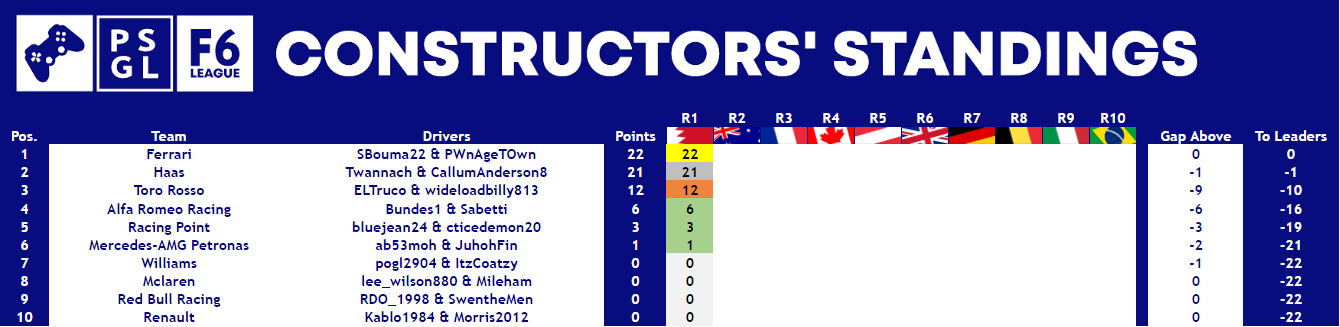 PS
GL
F6
LEAGUE
CONSTRUCTORS' STANDINGS
R1 R2 R3 R4 R5 R6 R7 R8 R9 R10
Pos. Team Drivers Points Gap Above To Leaders
1 Ferrari SBouma22 & PWnAgeTOwn 22 22 0 0
2 Haas Twannach & CallumAnderson8 21 21 -1 -1
3 Toro Rosso ELTruco & wideloadbilly813 12 12 -9 -10
4 Alfa Romeo Racing Bundes1 & Sabetti 6 6 -6 -16
5 Racing Point bluejean24 & cticedemon20 3 3 -3 -19
6 Mercedes-AMG Petronas ab53moh & JuhohFin 1 1 -2 -21
7 Williams pogl2904 & ItzCoatzy 0 0 -1 -22
8 Mclaren lee_wilson880 & Mileham 0 0 0 -22
9 Red Bull Racing RDO_1998 & SwentheMen 0 0 0 -22
10 Renault Kablo1984 & Morris2012 0 0 0 -22